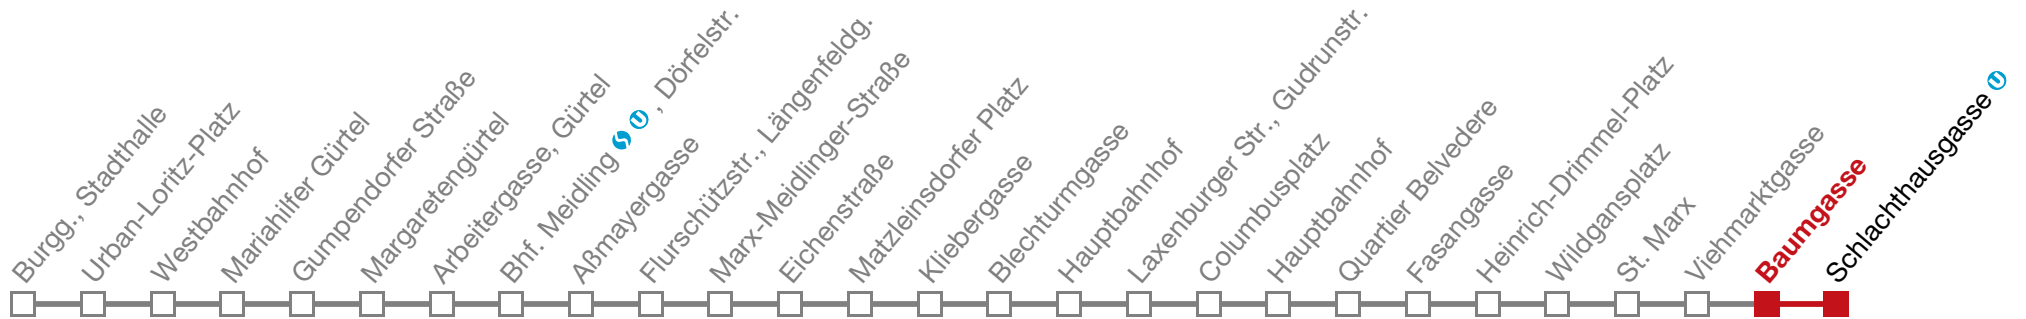 Burgg., Stadthalle
Urban-Loritz-Platz
Westbahnhof
Mariahilfer Gürtel
Gumpendorfer Straße
Margaretengürtel
Arbeitergasse, Gürtel
Bhf. Meidling S U , Dörfelstr.
Aßmayergasse
Flurschützstr., Längenfeldg.
Marx-Meidlinger-Straße
Eichenstraße
Matzleinsdorfer Platz
Kliebergasse
Blechturmgasse
Hauptbahnhof
Laxenburger Str., Gudrunstr.
Columbusplatz
Hauptbahnhof
Quartier Belvedere
Fasangasse
Heinrich-Drimmel-Platz
Wildgansplatz
St. Marx
Viehmarktgasse
Baumgasse
Schlachthausgasse U